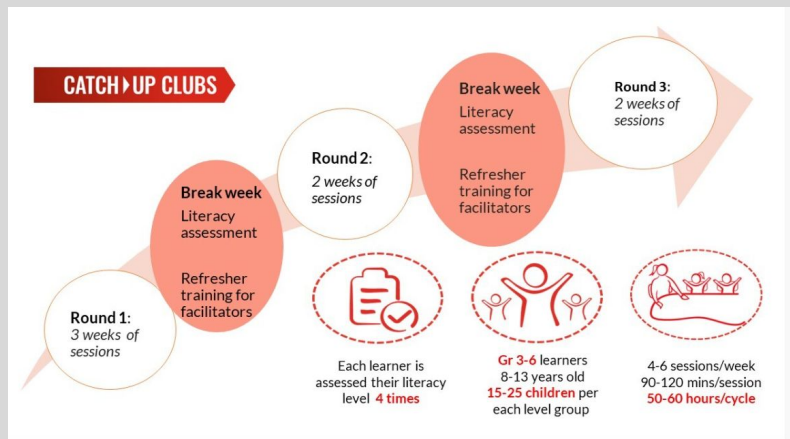 CATCH UP CLUBS
Round 1:
3 weeks of
sessions
Break week
Literacy
assessment
Refresher
training for
facilitators
Round 2:
2 weeks of
sessions
Break week
Literacy
assessment
Refresher
training for
facilitators
Round 3:
2 weeks of
sessions
Each learner is
assessed their literacy
level 4 times
Gr 3-6 learners
8-13 years old
15-25 children per
each level group
4-6 sessions/week
90-120 mins/session
50-60 hours/cycle